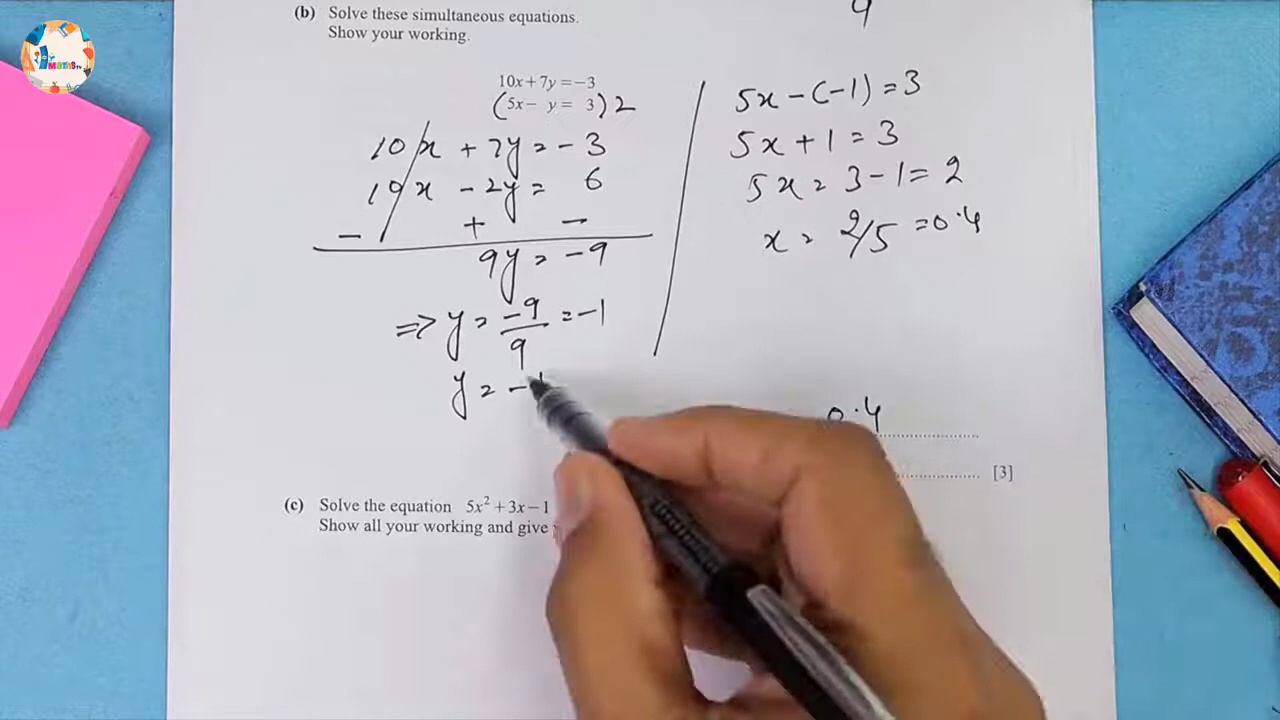 MATHSTV
(b) Solve these simultaneous equations.
Show your working.
10x+7y=-3
(5x- y= 3)2
10x + 7y = -3
10x - 2y = 6
- + -
9y = -9
=> y = -9/9 = -1
y = -1
5x-(-1)=3
5x+1=3
5x=3-1=2
x = 2/5 =0.4
0.4
[3]
(c) Solve the equation 5x²+3x-1
Show all your working and give